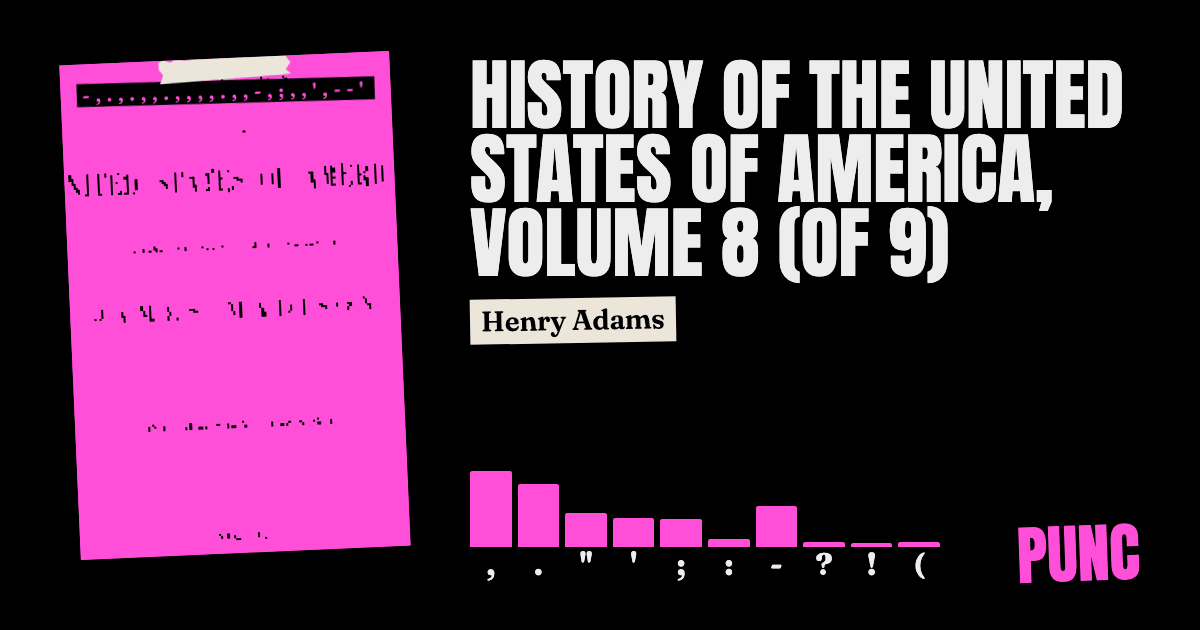 -,.,.,,.,,,,.,,-,;,,',--'
HISTORY OF THE UNITED
STATES OF AMERICA,
VOLUME 8 (OF 9)
Henry Adams
, . " ' ; : - ? ! (
PUNC